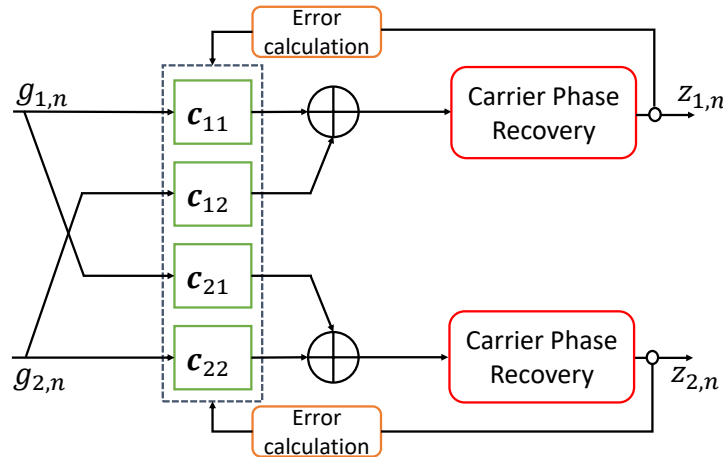 Error
calculation
g₁,ₙ
c₁₁
Carrier Phase
Recovery
z₁,ₙ
c₁₂
c₂₁
g₂,ₙ
c₂₂
Carrier Phase
Recovery
z₂,ₙ
Error
calculation